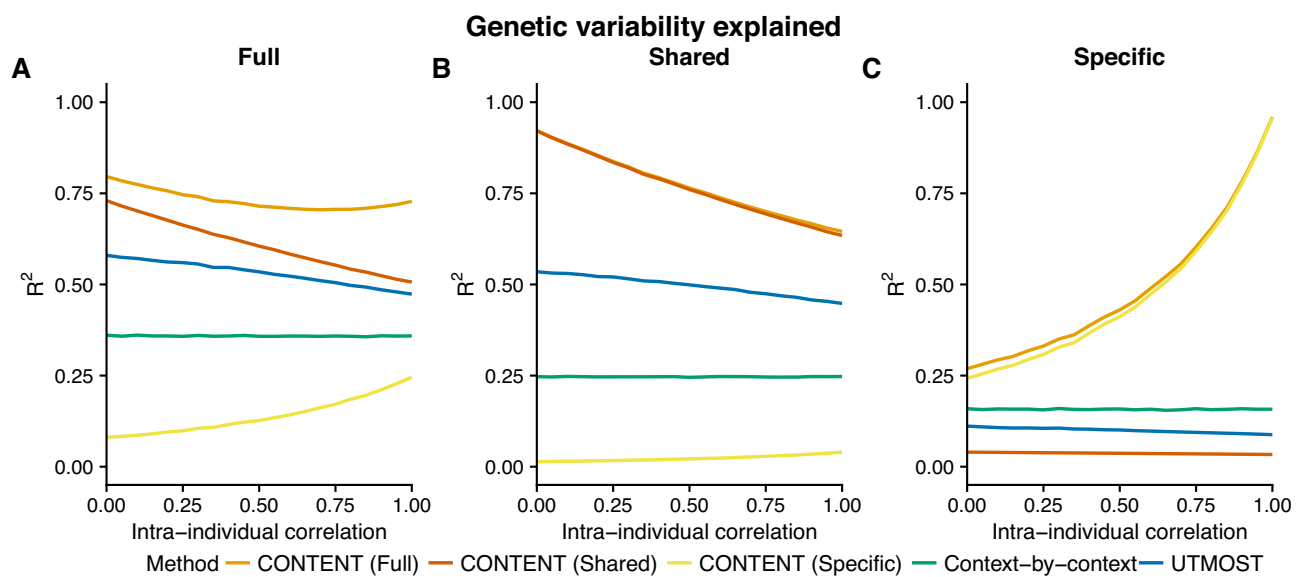 Genetic variability explained
A
Full
B
Shared
C
Specific
R²
1.00
0.75
0.50
0.25
0.00
0.00
0.25
0.50
0.75
1.00
Intra−individual correlation
R²
1.00
0.75
0.50
0.25
0.00
0.00
0.25
0.50
0.75
1.00
Intra−individual correlation
R²
1.00
0.75
0.50
0.25
0.00
0.00
0.25
0.50
0.75
1.00
Intra−individual correlation
Method CONTENT (Full) CONTENT (Shared) CONTENT (Specific) Context−by−context UTMOST